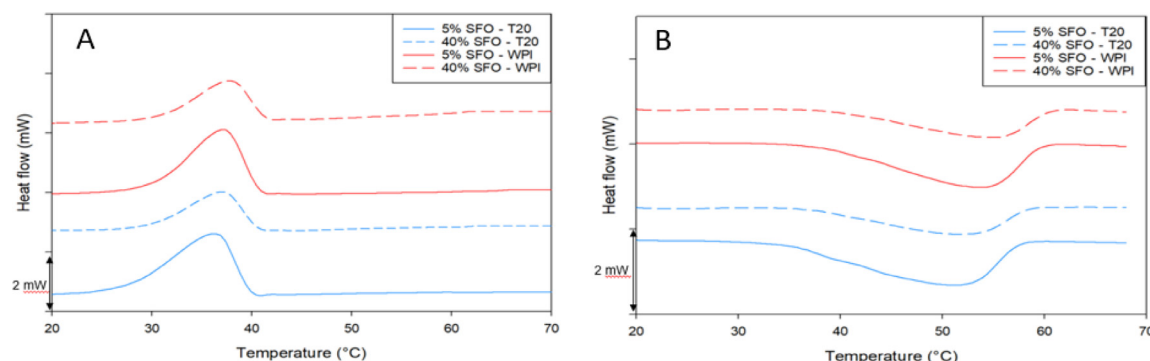 A
5% SFO - T20
40% SFO - T20
5% SFO - WPI
40% SFO - WPI
Heat flow (mW)
2 mW
20 30 40 50 60 70
Temperature (°C)
B
5% SFO - T20
40% SFO - T20
5% SFO - WPI
40% SFO - WPI
Heat flow (mW)
2 mW
20 30 40 50 60 70
Temperature (°C)